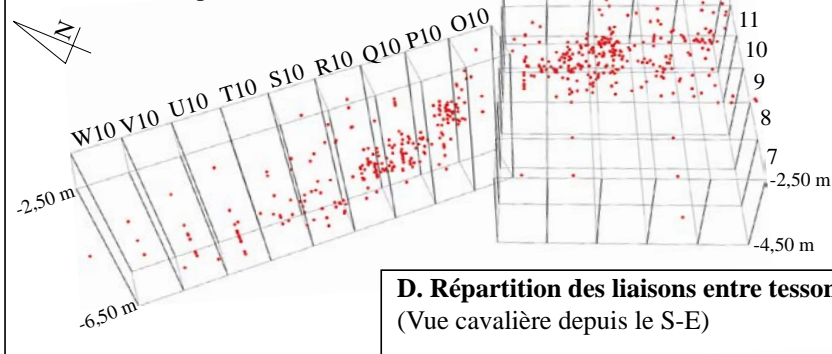 N
W10 V10 U10 T10 S10 R10 Q10 P10 O10
11
10
9
8
7
-2,50 m
-2,50 m
-4,50 m
-6,50 m
D. Répartition des liaisons entre
(Vue cavalière depuis le S-E)